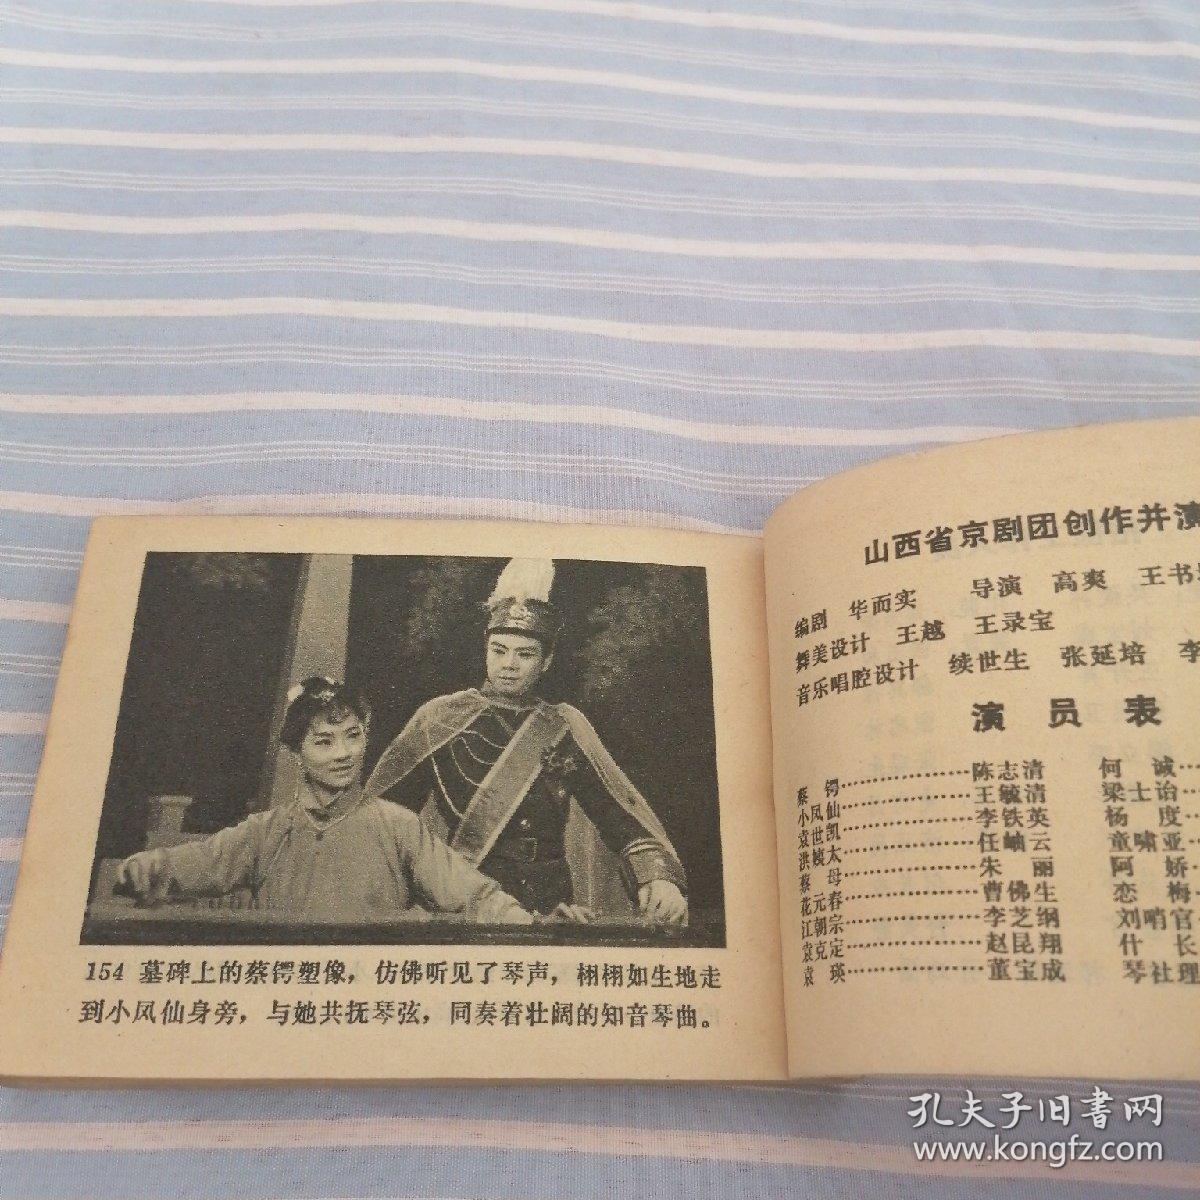 154 墓碑上的蔡锷塑像，仿佛听见了琴声，栩栩如生地走
到小凤仙身旁，与她共抚琴弦，同奏着壮阔的知音琴曲。
山西省京剧团创作并演
编剧 华而实 导演 高爽 王书
舞美设计 王越 王录宝
音乐唱腔设计 续世生 张延培 李
演员表
蔡锷……………陈志清 何诚……
小凤仙……………王毓清 梁士诒……
袁世凯……………李铁英 杨度……
洪姨太……………任岫云 童啸亚……
蔡母……………朱丽 阿娇……
花元春……………曹佛生 恋梅……
江朝宗……………李芝纲 刘哨官
袁克定……………赵昆翔 什长
袁瑛……………董宝成 琴社理
孔夫子旧书网
www.kongfz.com